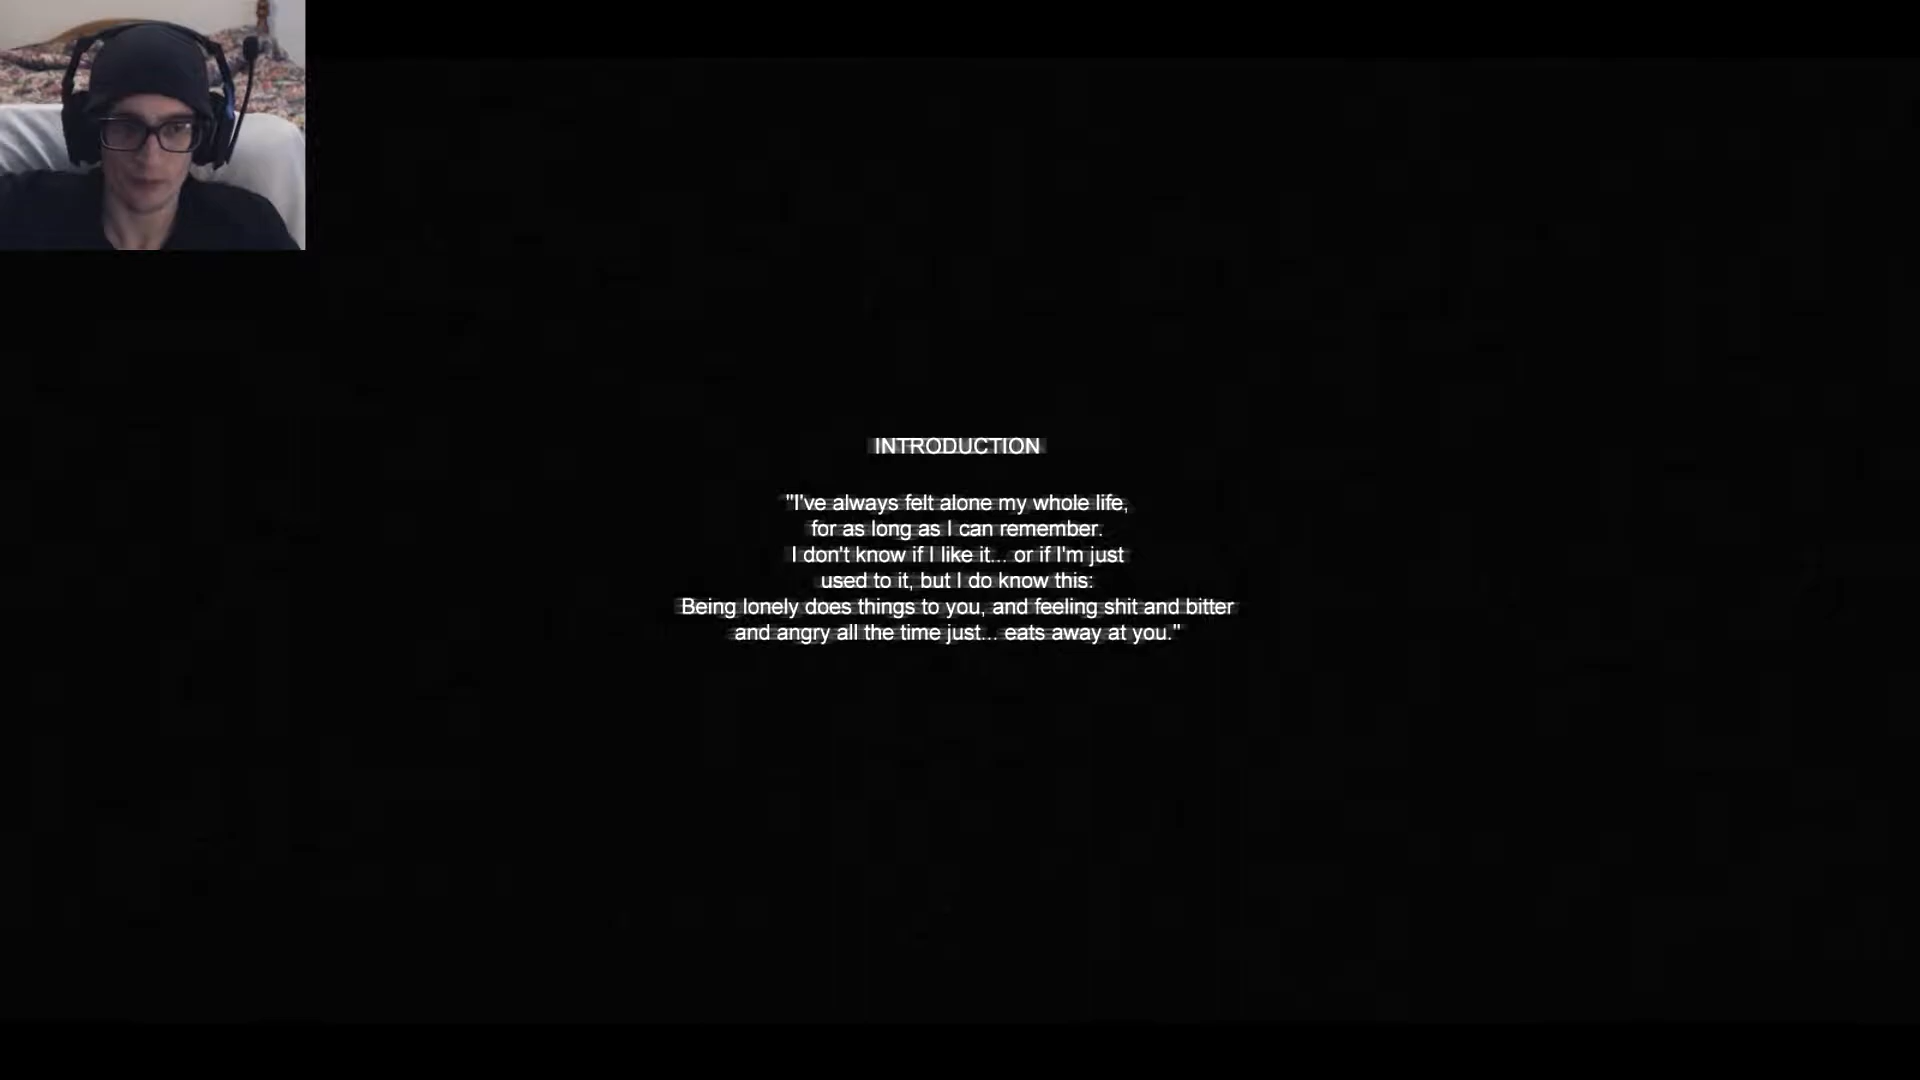 INTRODUCTION
"I've always felt alone my whole life,
for as long as I can remember.
I don't know if I like it... or if I'm just
used to it, but I do know this:
Being lonely does things to you, and feeling shit and bitter
and angry all the time just... eats away at you."